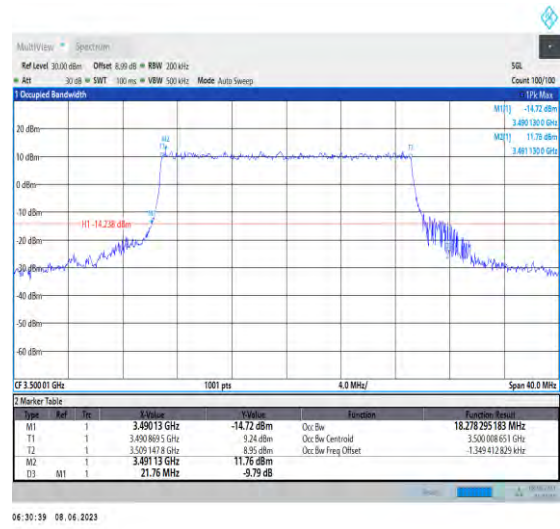 MultiView Spectrum
Ref Level 30.00 dBm Offset 8.99 dB RBW 200 kHz SGL
Att 30 dB SWT 100 ms VBW 500 kHz Mode Auto Sweep Count 100/100
1 Occupied Bandwidth 1Pk Max
M1[1] -14.72 dBm
3.490 130 0 GHz
M2[1] 11.78 dBm
3.491 130 0 GHz
20 dBm
M2
T1 T2
10 dBm
0 dBm
-10 dBm
H1 -14.238 dBm
-20 dBm
-30 dBm
-40 dBm
-50 dBm
-60 dBm
CF 3.500 01 GHz 1001 pts 4.0 MHz/ Span 40.0 MHz
2 Marker Table
Type Ref Trc X-Value Y-Value Function Function Result
M1 1 3.490 13 GHz -14.72 dBm Occ Bw 18.278 295 183 MHz
T1 1 3.490 869 5 GHz 9.24 dBm Occ Bw Centroid 3.500 008 651 GHz
T2 1 3.509 147 8 GHz 8.95 dBm Occ Bw Freq Offset -1.349 412 829 kHz
M2 1 3.491 13 GHz 11.76 dBm
D3 M1 1 21.76 MHz -9.79 dB
06:30:39 08.06.2023